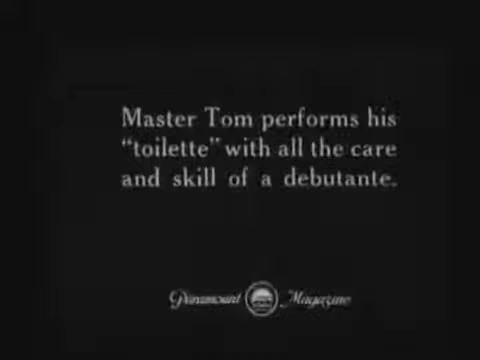 Master Tom performs his
“toilette” with all the care
and skill of a debutante.
Paramount Magazine